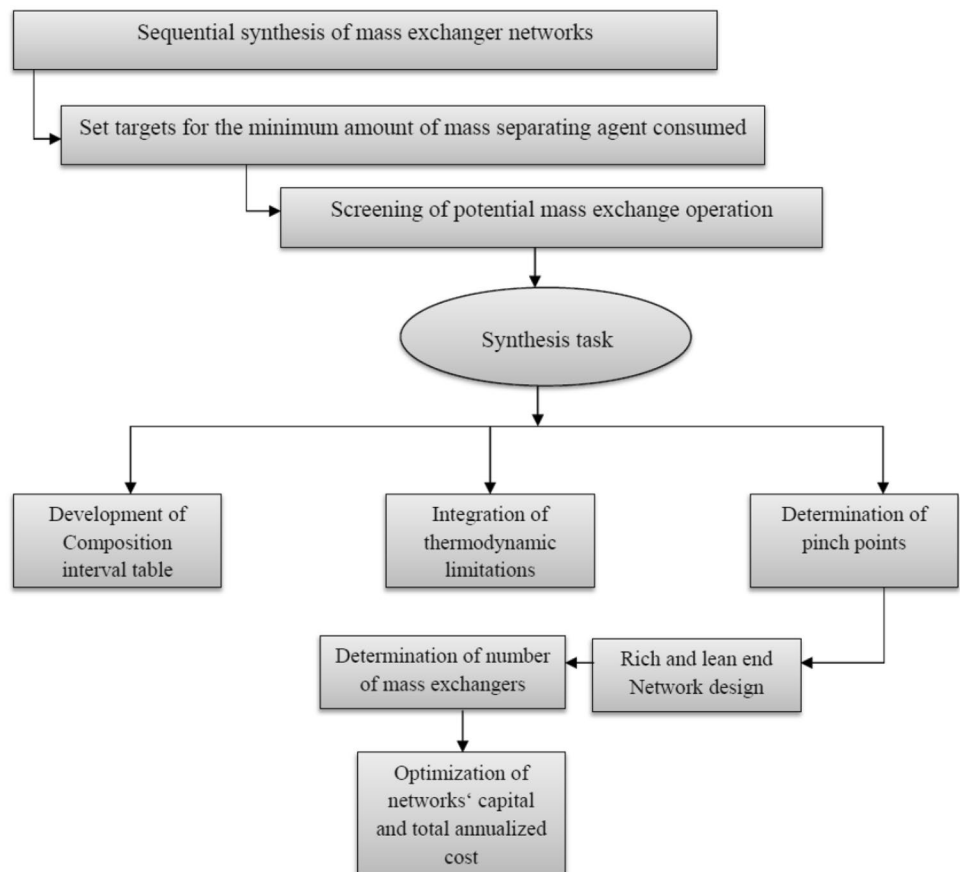 Sequential synthesis of mass exchanger networks
Set targets for the minimum amount of mass separating agent consumed
Screening of potential mass exchange operation
Synthesis task
Development of
Composition
interval table
Integration of
thermodynamic
limitations
Determination of
pinch points
Determination of number
of mass exchangers
Rich and lean end
Network design
Optimization of
networks‘ capital
and total annualized
cost